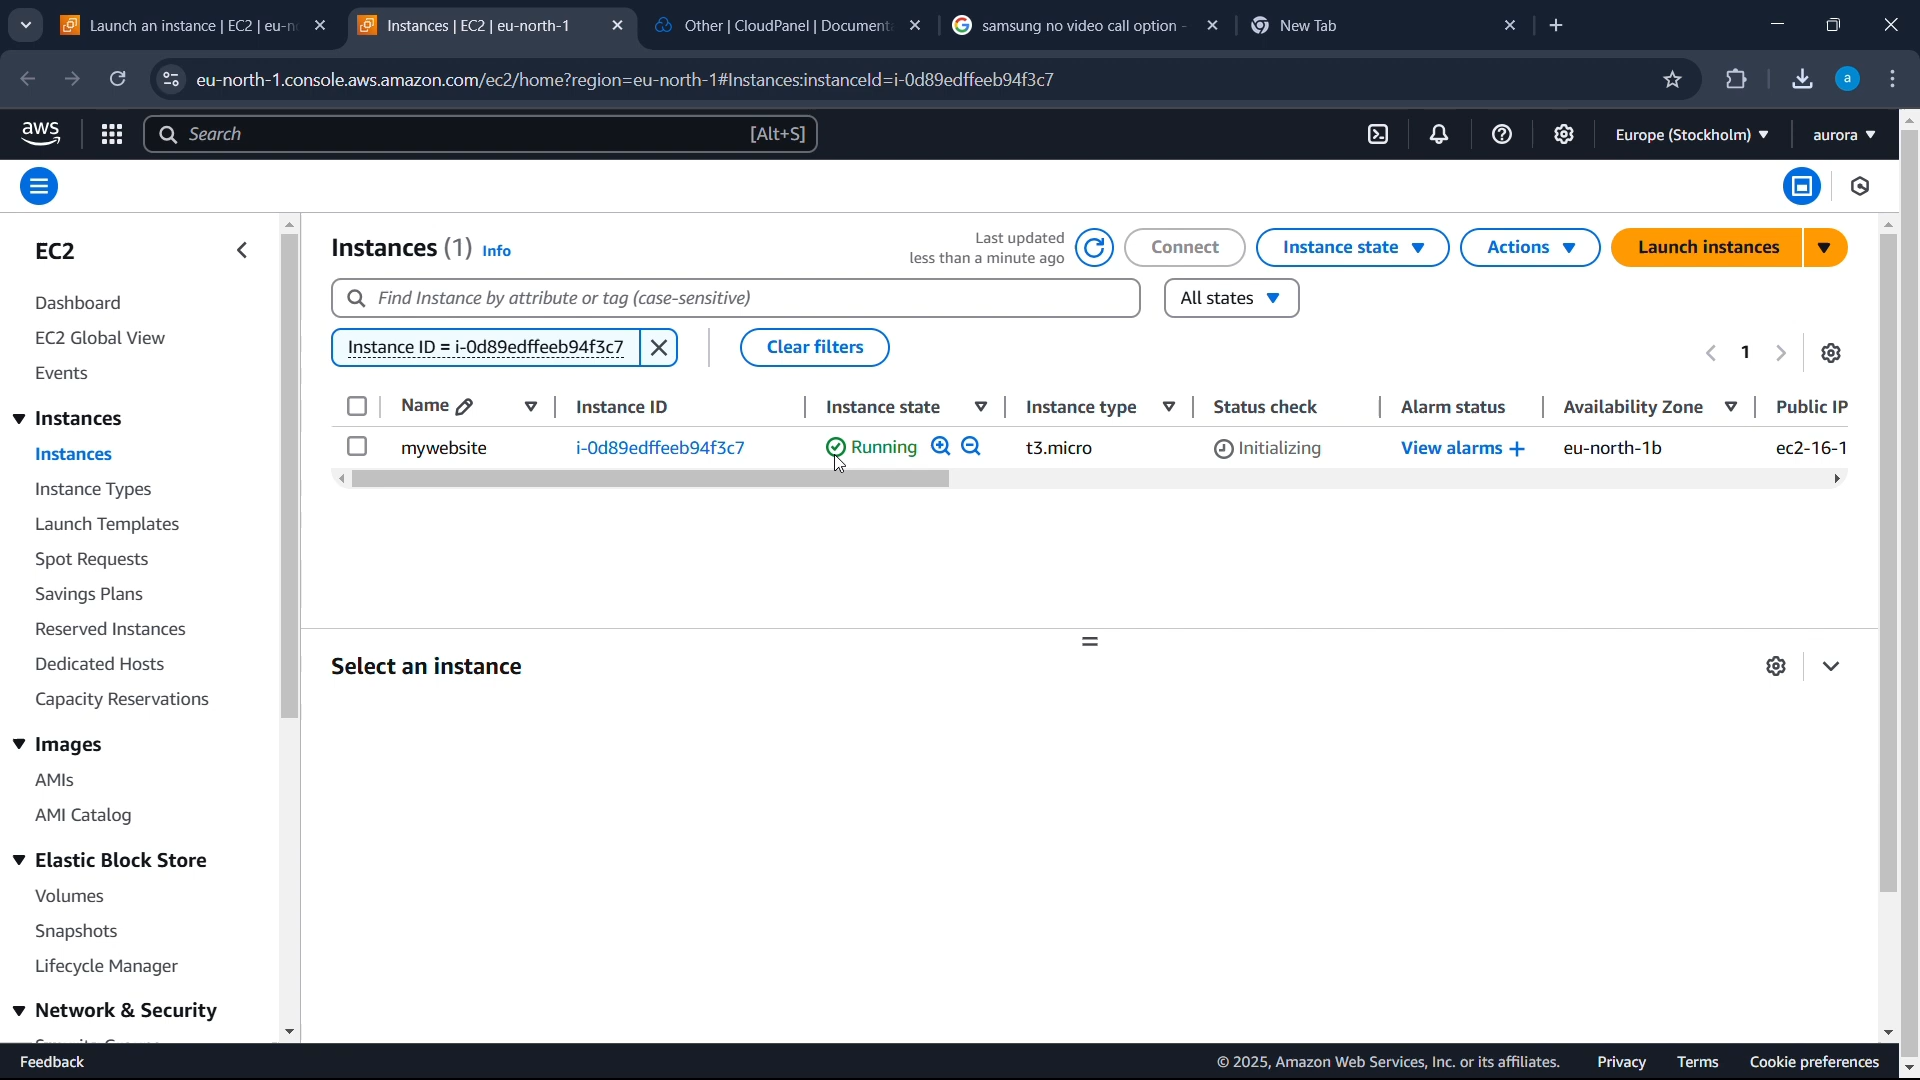 Launch an instance | EC2 | eu-n
Instances | EC2 | eu-north-1
Other | CloudPanel | Document
samsung no video call option -
New Tab
eu-north-1.console.aws.amazon.com/ec2/home?region=eu-north-1#Instances:instanceId=i-0d89edffeeb94f3c7
a
aws
Search
[Alt+S]
Europe (Stockholm)
aurora
EC2
Dashboard
EC2 Global View
Events
Instances
Instances
Instance Types
Launch Templates
Spot Requests
Savings Plans
Reserved Instances
Dedicated Hosts
Capacity Reservations
Images
AMIs
AMI Catalog
Elastic Block Store
Volumes
Snapshots
Lifecycle Manager
Network & Security
Instances (1) Info
Last updated
less than a minute ago
Connect
Instance state
Actions
Launch instances
Find Instance by attribute or tag (case-sensitive)
All states
Instance ID = i-0d89edffeeb94f3c7
Clear filters
1
Name
Instance ID
Instance state
Instance type
Status check
Alarm status
Availability Zone
Public IP
mywebsite
i-0d89edffeeb94f3c7
Running
t3.micro
Initializing
View alarms +
eu-north-1b
ec2-16-1
Select an instance
Feedback
© 2025, Amazon Web Services, Inc. or its affiliates.
Privacy
Terms
Cookie preferences